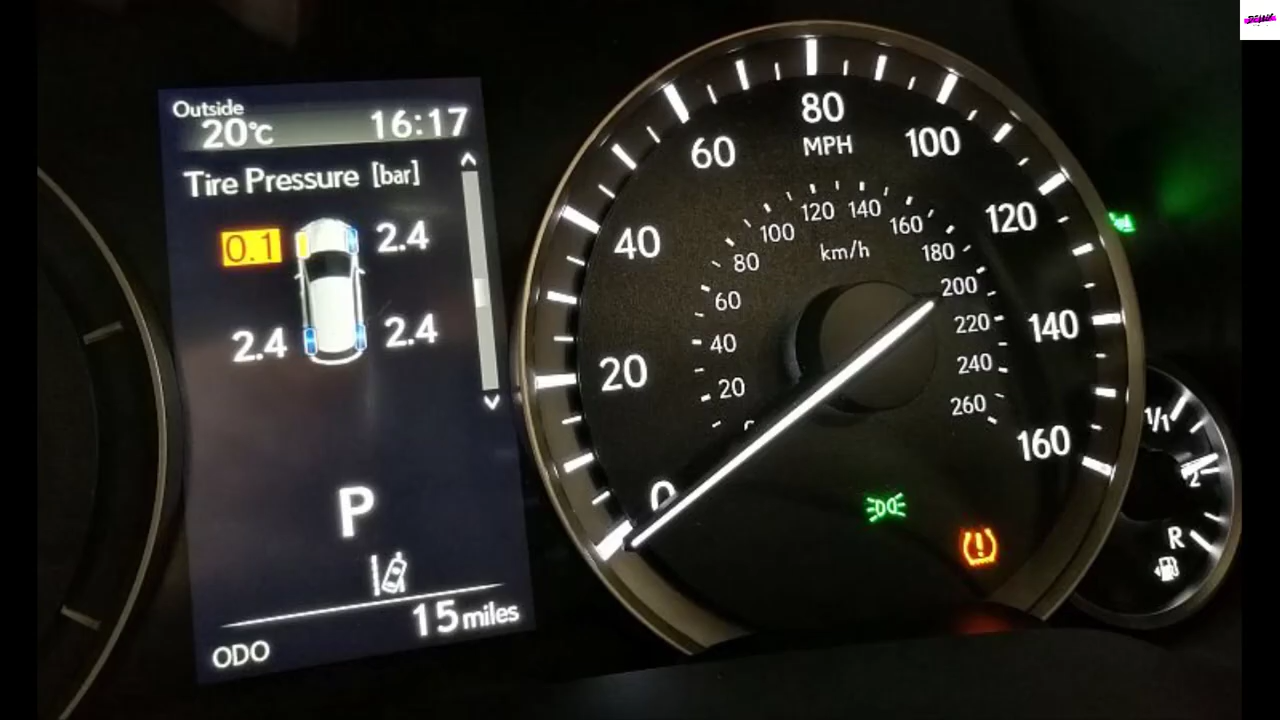 Outside
20°C 16:17
Tire Pressure [bar]
0.1 2.4
2.4 2.4
P
15 miles
ODO
0
20
40
60
80
100
120
140
160
MPH
20
40
60
80
100
120
140
160
180
200
220
240
260
km/h
1/1
R